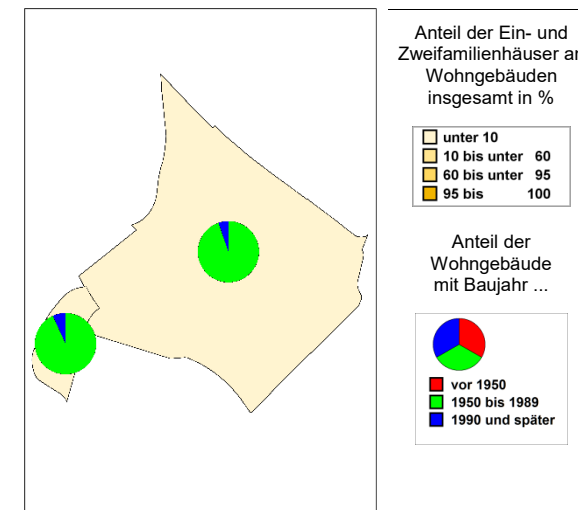 Anteil der Ein- und
Zweifamilienhäuser an
Wohngebäuden
insgesamt in %
unter 10
10 bis unter 60
60 bis unter 95
95 bis 100
Anteil der
Wohngebäude
mit Baujahr ...
vor 1950
1950 bis 1989
1990 und später